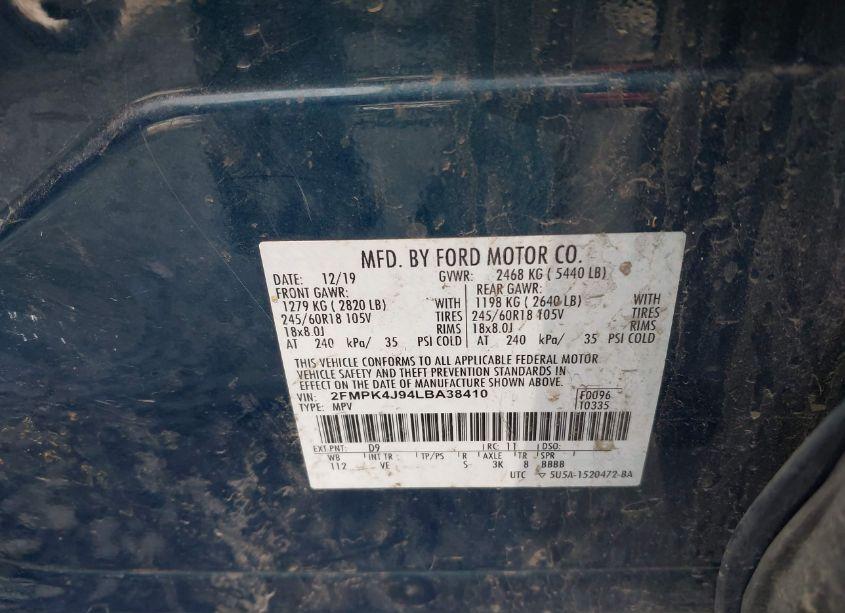 MFD. BY FORD MOTOR CO.
DATE: 12/19 GVWR: 2468 KG ( 5440 LB)
FRONT GAWR: REAR GAWR:
1279 KG ( 2820 LB) WITH 1198 KG ( 2640 LB) WITH
245/60R18 105V TIRES 245/60R18 105V TIRES
18x8.0J RIMS 18x8.0J RIMS
AT 240 kPa/ 35 PSI COLD AT 240 kPa/ 35 PSI COLD
THIS VEHICLE CONFORMS TO ALL APPLICABLE FEDERAL MOTOR
VEHICLE SAFETY AND THEFT PREVENTION STANDARDS IN
EFFECT ON THE DATE OF MANUFACTURE SHOWN ABOVE.
VIN: 2FMPK4J94LBA38410 F0096
TYPE: MPV T0335
EXT PNT: D9 RC: 11 DSO:
WB INT TR TP/PS R AXLE TR SPR
112 VE S 3K 8 BBBB
UTC ▽ 5U5A-1520472-BA